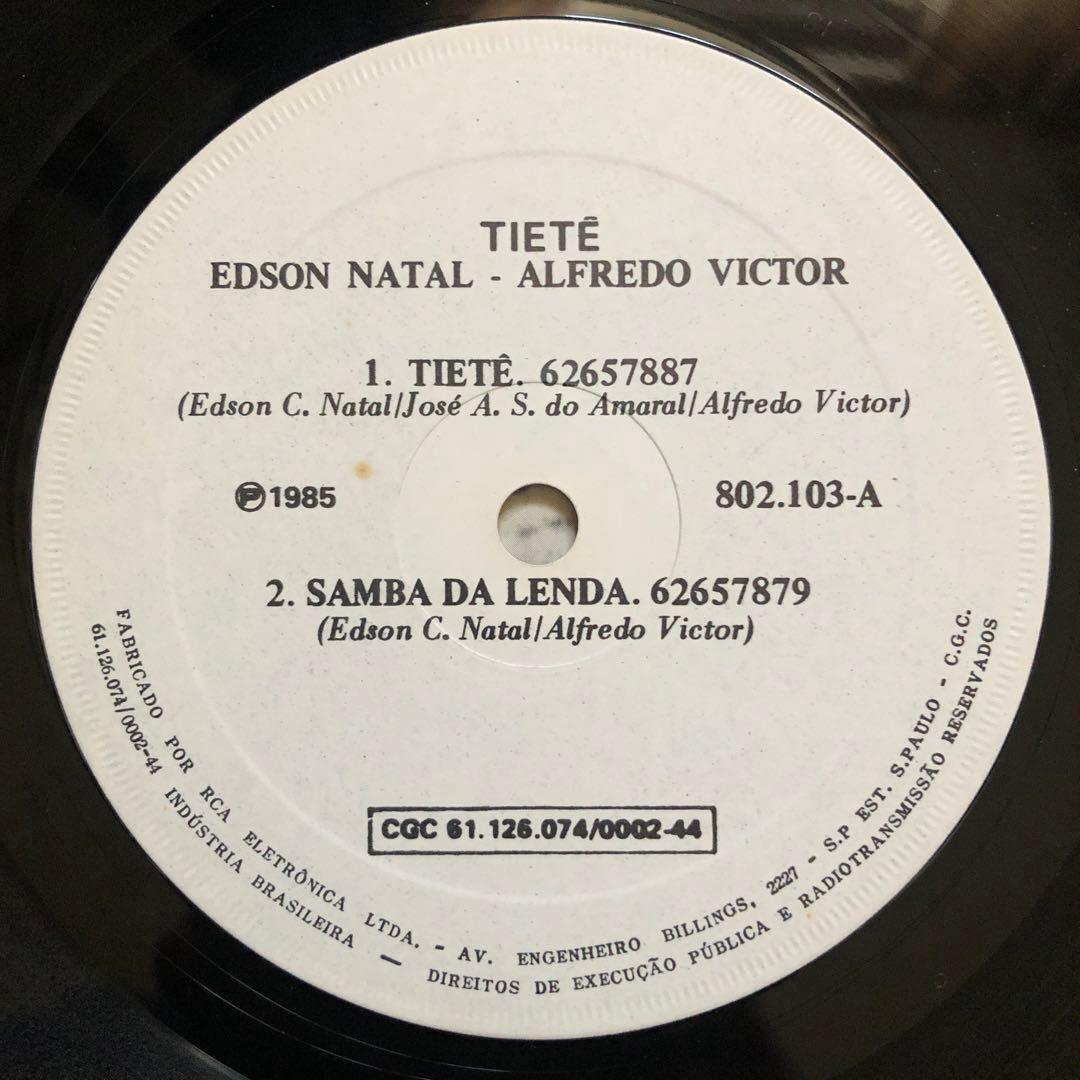 TIETÊ
EDSON NATAL - ALFREDO VICTOR
1. TIETÊ. 62657887
(Edson C. Natal/José A. S. do Amaral/Alfredo Victor)
℗1985
802.103-A
2. SAMBA DA LENDA. 62657879
(Edson C. Natal/Alfredo Victor)
CGC 61.126.074/0002-44
FABRICADO POR RCA ELETRÔNICA LTDA. - AV. ENGENHEIRO BILLINGS, 2227 - S.P EST. S.PAULO - C.G.C.
61.126.074/0002-44 INDÚSTRIA BRASILEIRA — DIREITOS DE EXECUÇÃO PÚBLICA E RADIOTRANSMISSÃO RESERVADOS